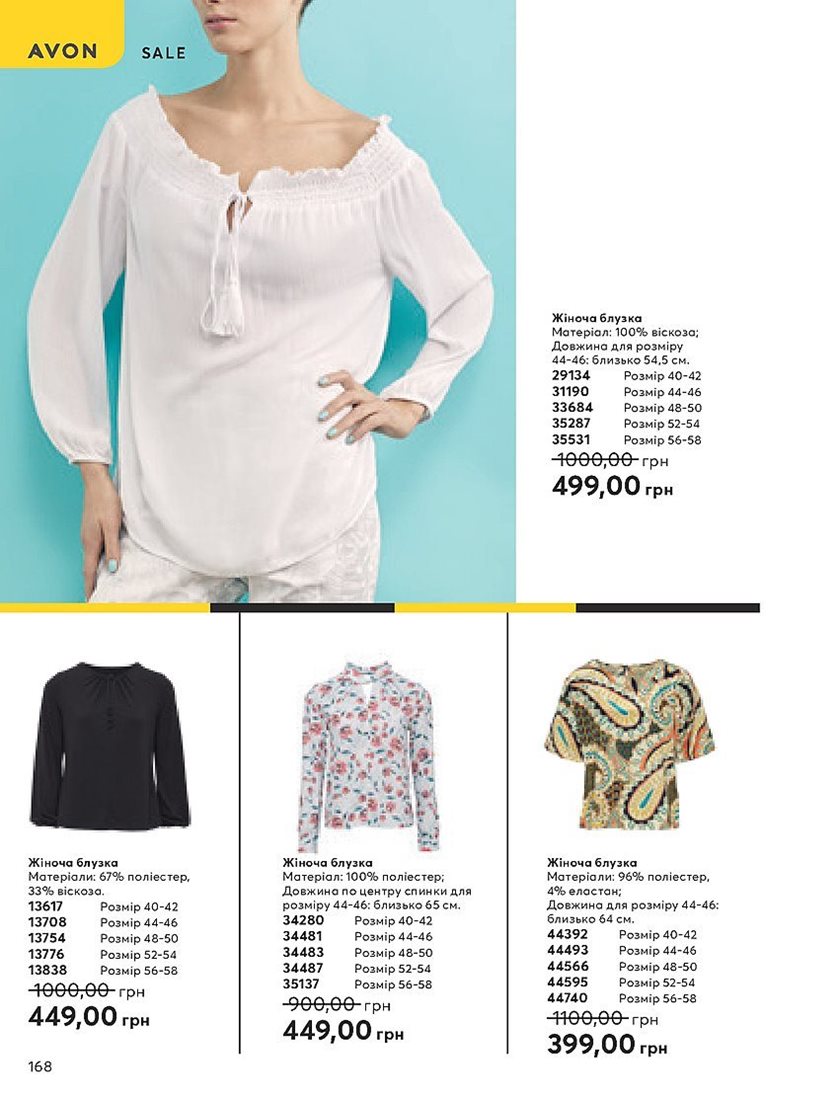 AVON SALE
Жіноча блузка
Матеріал: 100% віскоза;
Довжина для розміру
44-46: близько 54,5 см.
29134 Розмір 40-42
31190 Розмір 44-46
33684 Розмір 48-50
35287 Розмір 52-54
35531 Розмір 56-58
1000,00 грн
499,00 грн
Жіноча блузка
Матеріали: 67% поліестер,
33% віскоза.
13617 Розмір 40-42
13708 Розмір 44-46
13754 Розмір 48-50
13776 Розмір 52-54
13838 Розмір 56-58
1000,00 грн
449,00 грн
Жіноча блузка
Матеріал: 100% поліестер;
Довжина по центру спинки для
розміру 44-46: близько 65 см.
34280 Розмір 40-42
34481 Розмір 44-46
34483 Розмір 48-50
34487 Розмір 52-54
35137 Розмір 56-58
900,00 грн
449,00 грн
Жіноча блузка
Матеріали: 96% поліестер,
4% еластан;
Довжина для розміру 44-46:
близько 64 см.
44392 Розмір 40-42
44493 Розмір 44-46
44566 Розмір 48-50
44595 Розмір 52-54
44740 Розмір 56-58
1100,00 грн
399,00 грн
168